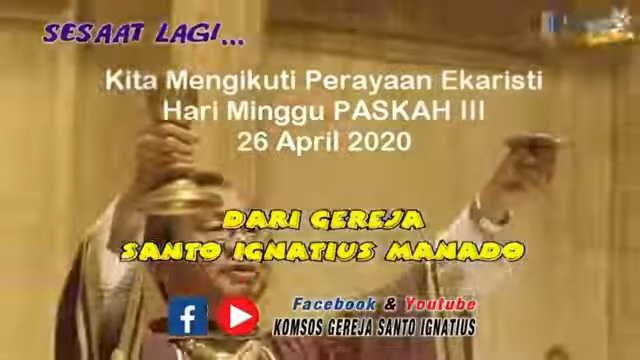 SESAAT LAGI...
Kita Mengikuti Perayaan Ekaristi
Hari Minggu PASKAH III
26 April 2020
DARI GEREJA
SANTO IGNATIUS MANADO
Facebook & Youtube
KOMSOS GEREJA SANTO IGNATIUS